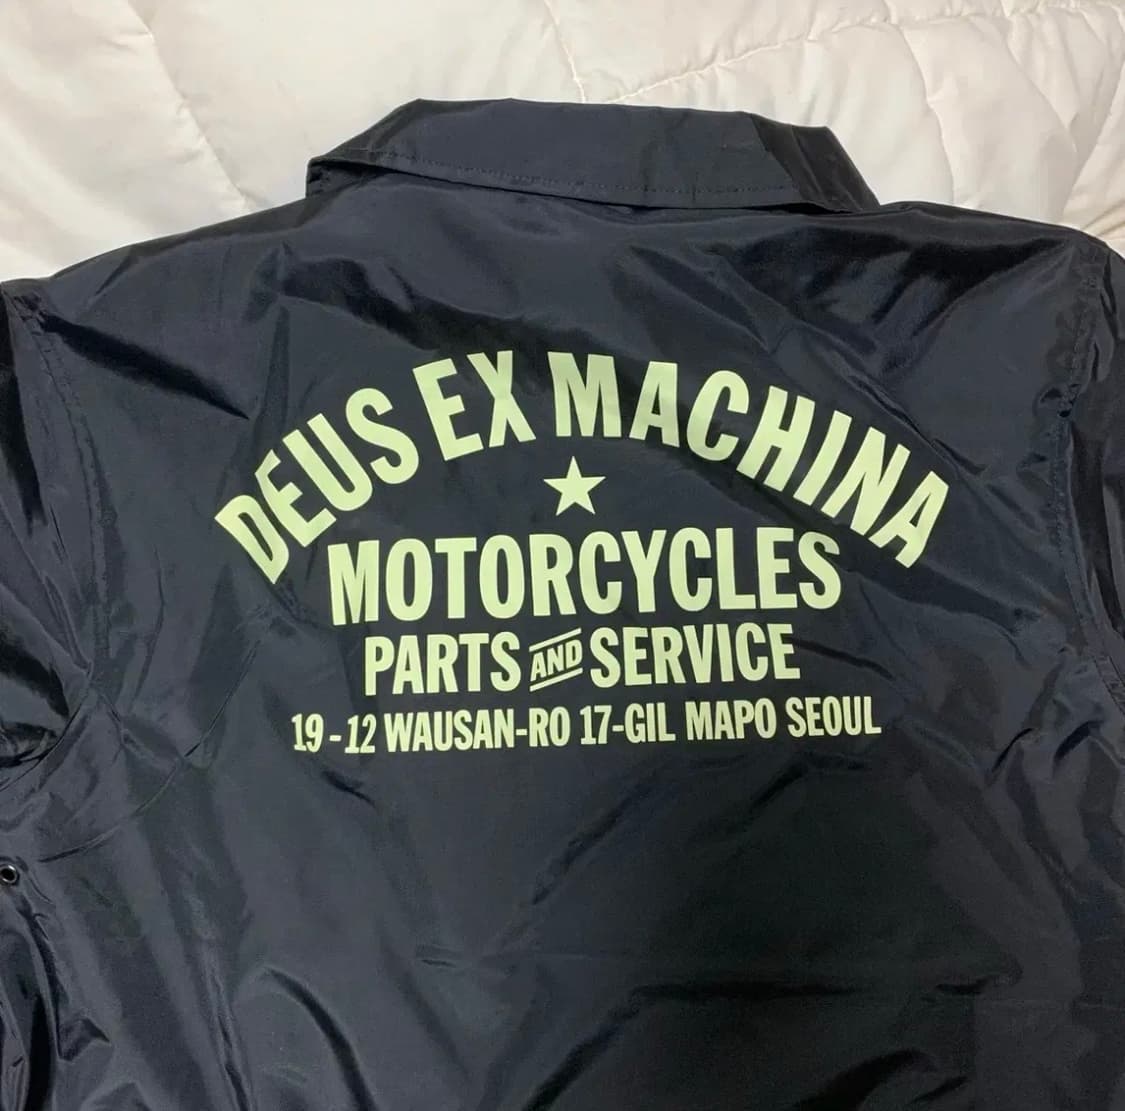 DEUS EX MACHINA
MOTORCYCLES
PARTS AND SERVICE
19-12 WAUSAN-RO 17-GIL MAPO SEOUL